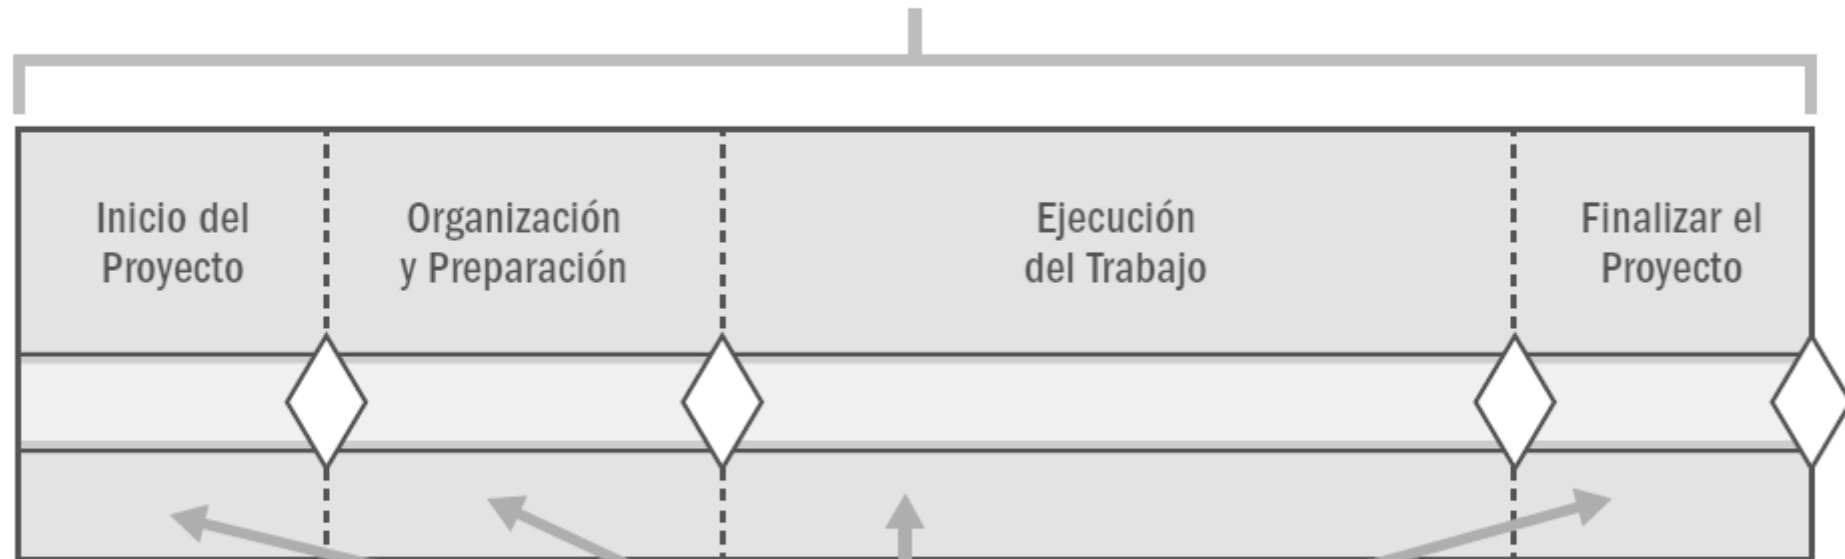 Inicio del
Proyecto
Organización
y Preparación
Ejecución
del Trabajo
Finalizar el
Proyecto